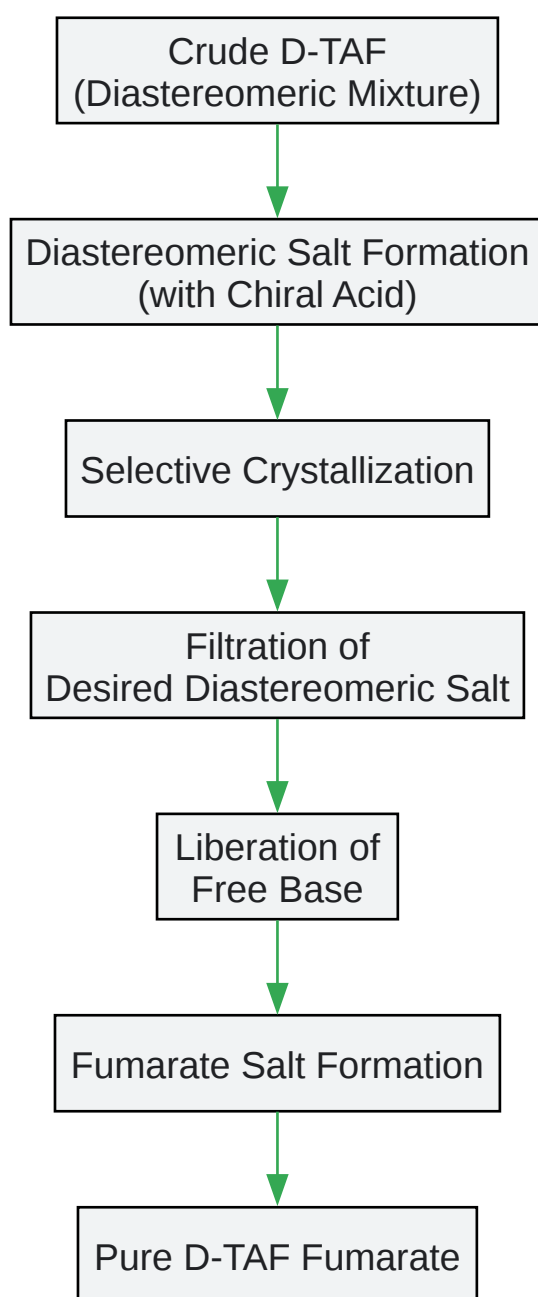 Crude D-TAF
(Diastereomeric Mixture)
Diastereomeric Salt Formation
(with Chiral Acid)
Selective Crystallization
Filtration of
Desired Diastereomeric Salt
Liberation of
Free Base
Fumarate Salt Formation
Pure D-TAF Fumarate